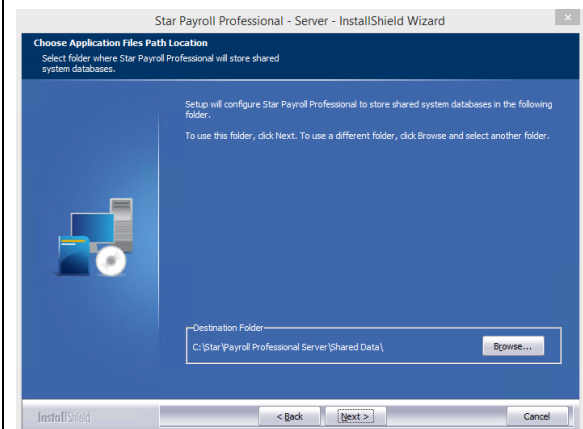 Star Payroll Professional - Server - InstallShield Wizard
Choose Application Files Path Location
Select folder where Star Payroll Professional will store shared
system databases.
Setup will configure Star Payroll Professional to store shared system databases in the following
folder.
To use this folder, click Next. To use a different folder, click Browse and select another folder.
Destination Folder
C:\Star\Payroll Professional Server\Shared Data\
Browse...
InstallShield
< Back
Next >
Cancel